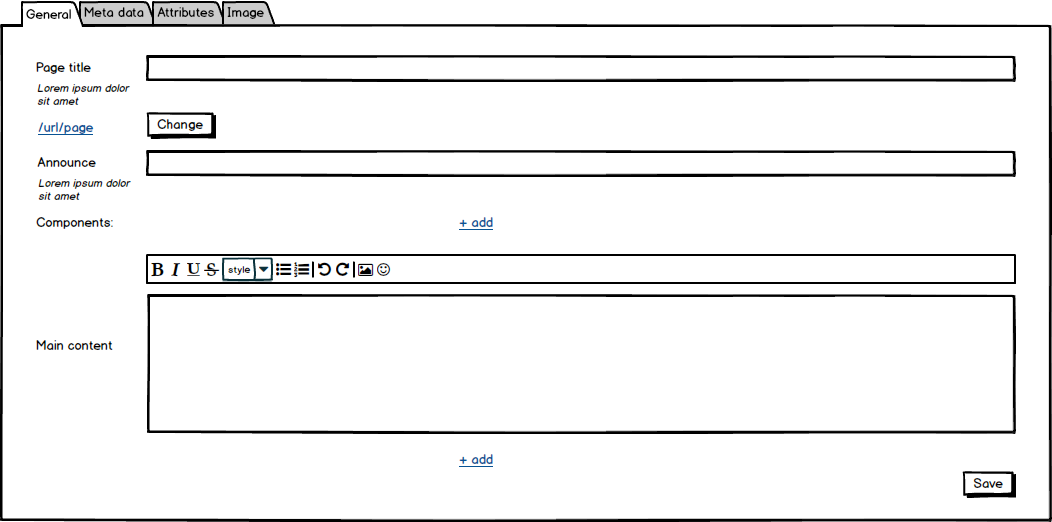 General Meta data Attributes Image
Page title
Lorem ipsum dolor
sit amet
/url/page Change
Announce
Lorem ipsum dolor
sit amet
Components: + add
B I U S style
Main content
+ add
Save